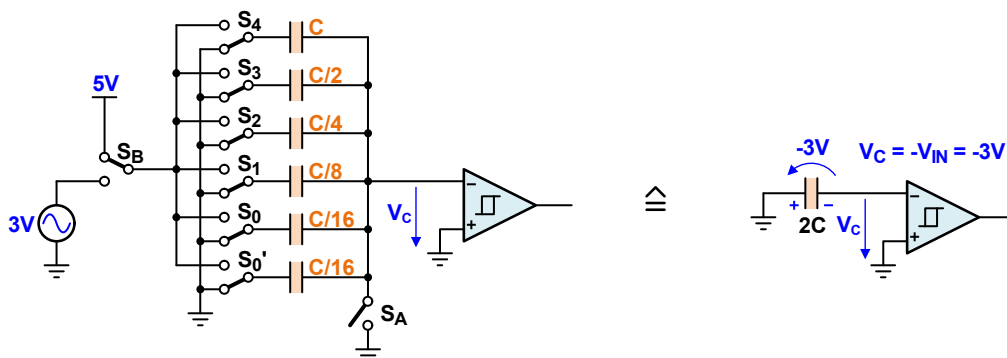 S4
C
S3
C/2
5V
S2
C/4
SB
S1
C/8
3V
S0
C/16
VC
−
+
S0'
C/16
SA
≙
-3V
VC = -VIN = -3V
+ −
2C
VC
−
+